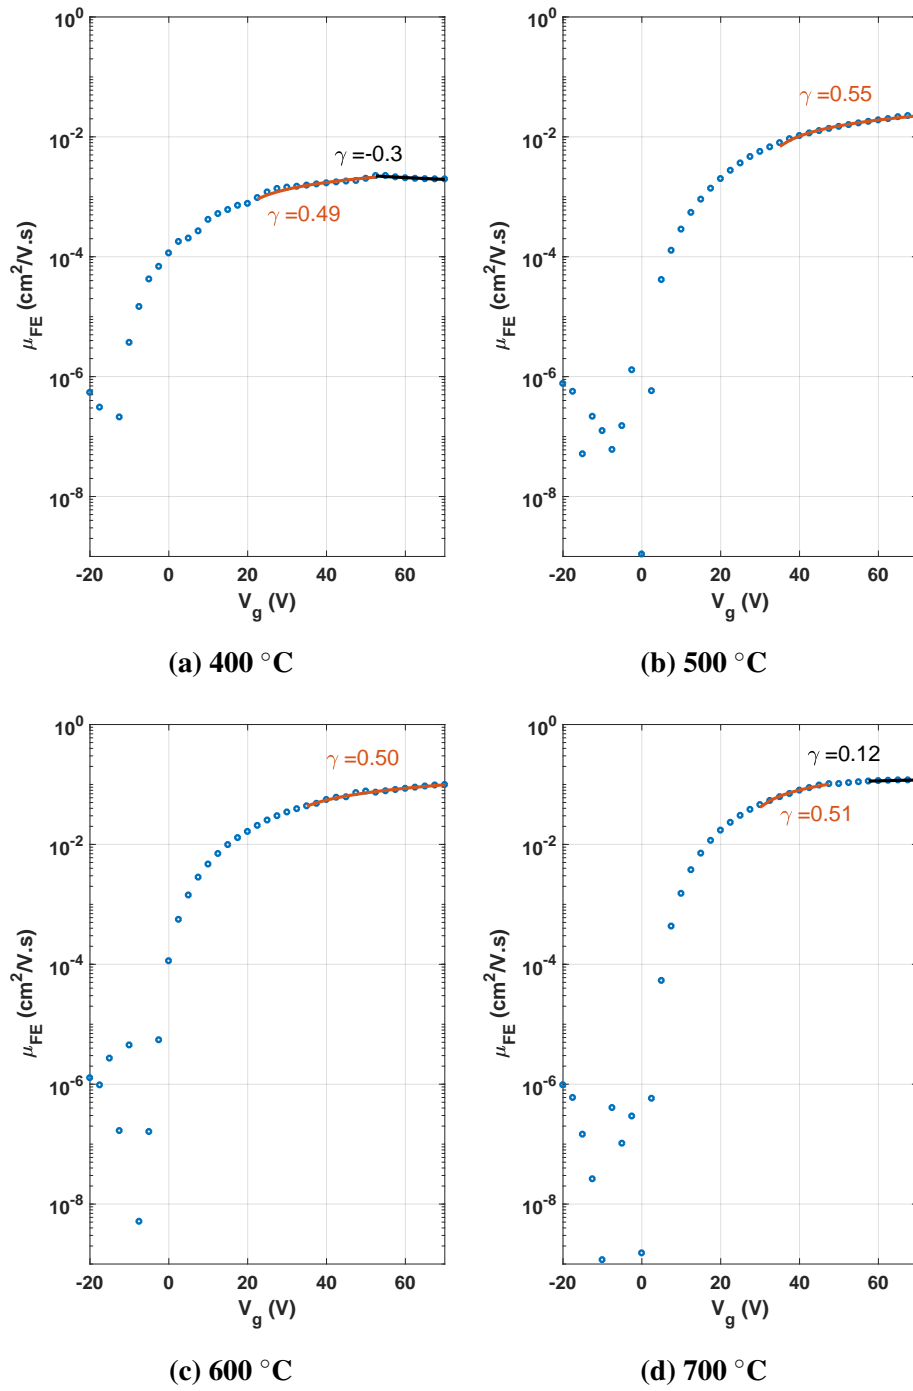 10^0
10^-2
10^-4
10^-6
10^-8
μ_FE (cm^2/V.s)
γ =-0.3
γ =0.49
-20 0 20 40 60
V_g (V)
(a) 400 °C
10^0
10^-2
10^-4
10^-6
10^-8
μ_FE (cm^2/V.s)
γ =0.55
-20 0 20 40 60
V_g (V)
(b) 500 °C
10^0
10^-2
10^-4
10^-6
10^-8
μ_FE (cm^2/V.s)
γ =0.50
-20 0 20 40 60
V_g (V)
(c) 600 °C
10^0
10^-2
10^-4
10^-6
10^-8
μ_FE (cm^2/V.s)
γ =0.12
γ =0.51
-20 0 20 40 60
V_g (V)
(d) 700 °C